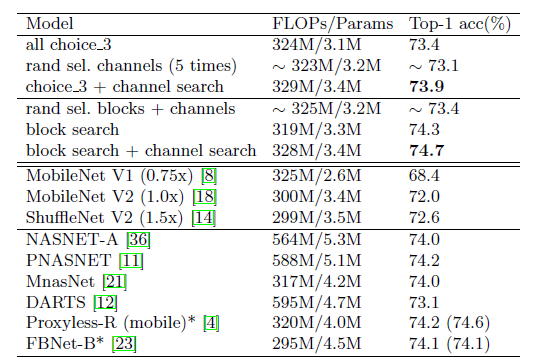 Model FLOPs/Params Top-1 acc(%)
all choice_3 324M/3.1M 73.4
rand sel. channels (5 times) ~ 323M/3.2M ~ 73.1
choice_3 + channel search 329M/3.4M 73.9
rand sel. blocks + channels ~ 325M/3.2M ~ 73.4
block search 319M/3.3M 74.3
block search + channel search 328M/3.4M 74.7
MobileNet V1 (0.75x) [8] 325M/2.6M 68.4
MobileNet V2 (1.0x) [18] 300M/3.4M 72.0
ShuffleNet V2 (1.5x) [14] 299M/3.5M 72.6
NASNET-A [36] 564M/5.3M 74.0
PNASNET [11] 588M/5.1M 74.2
MnasNet [21] 317M/4.2M 74.0
DARTS [12] 595M/4.7M 73.1
Proxyless-R (mobile)* [4] 320M/4.0M 74.2 (74.6)
FBNet-B* [23] 295M/4.5M 74.1 (74.1)